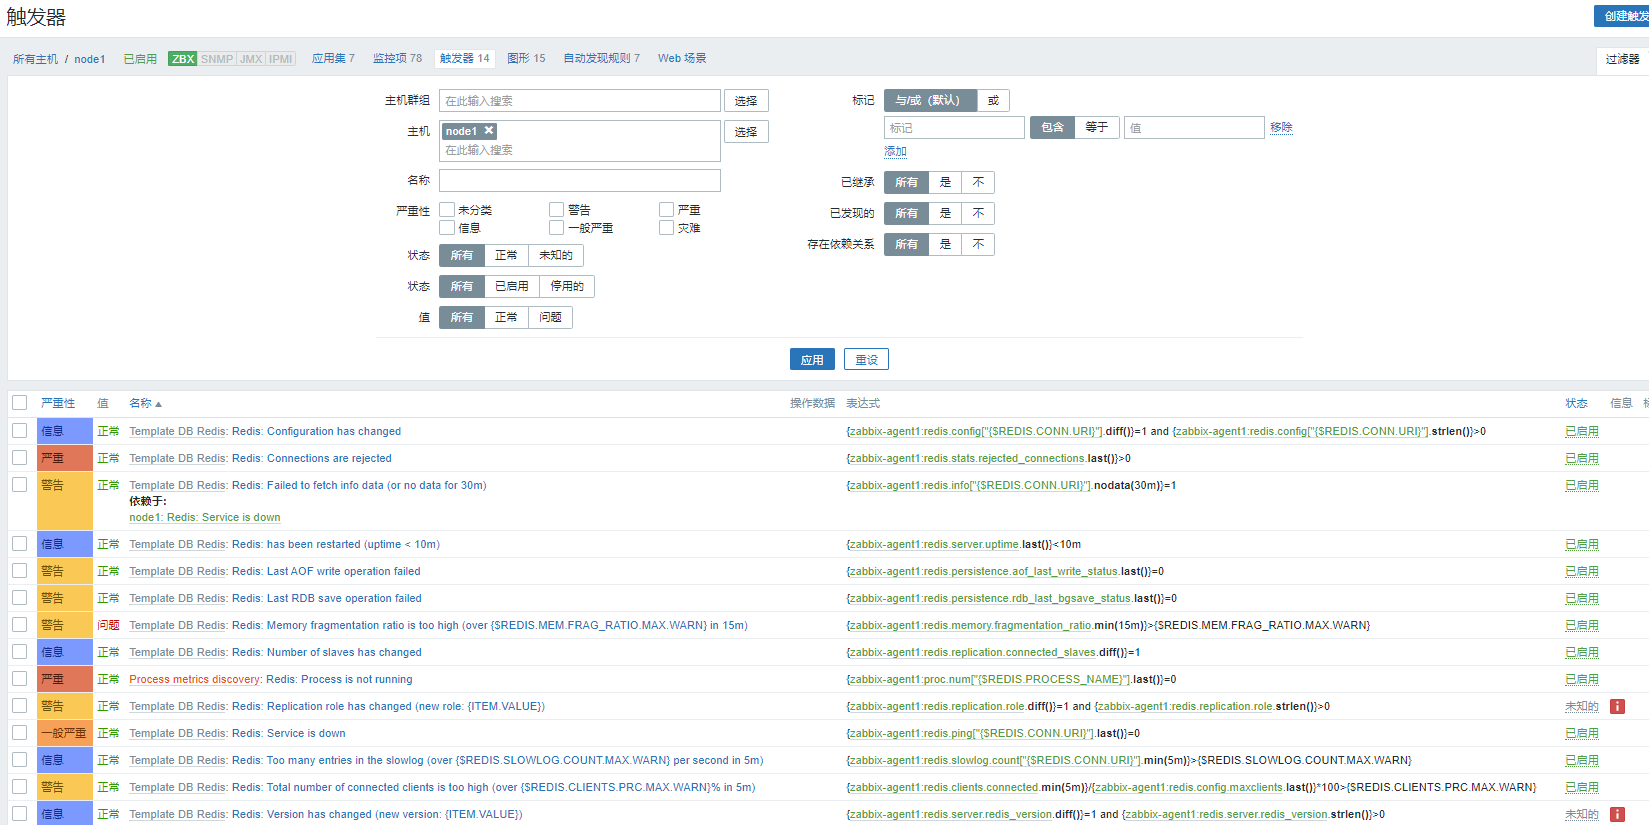 触发器
创建触发
所有主机 / node1 已启用 ZBX SNMP JMX IPMI 应用集 7 监控项 78 触发器 14 图形 15 自动发现规则 7 Web 场景 过滤器
主机群组 在此输入搜索 选择
主机 node1 在此输入搜索 选择
名称
严重性 未分类 警告 严重
信息 一般严重 灾难
状态 所有 正常 未知的
状态 所有 已启用 停用的
值 所有 正常 问题
标记 与/或（默认） 或
标记 包含 等于 值 移除
添加
已继承 所有 是 不
已发现的 所有 是 不
存在依赖关系 所有 是 不
应用 重设
严重性 值 名称 操作数据 表达式 状态 信息
信息 正常 Template DB Redis: Redis: Configuration has changed {zabbix-agent1:redis.config["{$REDIS.CONN.URI}"].diff()}=1 and {zabbix-agent1:redis.config["{$REDIS.CONN.URI}"].strlen()}>0 已启用
严重 正常 Template DB Redis: Redis: Connections are rejected {zabbix-agent1:redis.stats.rejected_connections.last()}>0 已启用
警告 正常 Template DB Redis: Redis: Failed to fetch info data (or no data for 30m) {zabbix-agent1:redis.info["{$REDIS.CONN.URI}"].nodata(30m)}=1 已启用
依赖于:
node1: Redis: Service is down
信息 正常 Template DB Redis: Redis: has been restarted (uptime < 10m) {zabbix-agent1:redis.server.uptime.last()}<10m 已启用
警告 正常 Template DB Redis: Redis: Last AOF write operation failed {zabbix-agent1:redis.persistence.aof_last_write_status.last()}=0 已启用
警告 正常 Template DB Redis: Redis: Last RDB save operation failed {zabbix-agent1:redis.persistence.rdb_last_bgsave_status.last()}=0 已启用
警告 问题 Template DB Redis: Redis: Memory fragmentation ratio is too high (over {$REDIS.MEM.FRAG_RATIO.MAX.WARN} in 15m) {zabbix-agent1:redis.memory.fragmentation_ratio.min(15m)}>{$REDIS.MEM.FRAG_RATIO.MAX.WARN} 已启用
信息 正常 Template DB Redis: Redis: Number of slaves has changed {zabbix-agent1:redis.replication.connected_slaves.diff()}=1 已启用
严重 正常 Process metrics discovery: Redis: Process is not running {zabbix-agent1:proc.num["{$REDIS.PROCESS_NAME}"].last()}=0 已启用
警告 正常 Template DB Redis: Redis: Replication role has changed (new role: {ITEM.VALUE}) {zabbix-agent1:redis.replication.role.diff()}=1 and {zabbix-agent1:redis.replication.role.strlen()}>0 未知的 i
一般严重 正常 Template DB Redis: Redis: Service is down {zabbix-agent1:redis.ping["{$REDIS.CONN.URI}"].last()}=0 已启用
信息 正常 Template DB Redis: Redis: Too many entries in the slowlog (over {$REDIS.SLOWLOG.COUNT.MAX.WARN} per second in 5m) {zabbix-agent1:redis.slowlog.count["{$REDIS.CONN.URI}"].min(5m)}>{$REDIS.SLOWLOG.COUNT.MAX.WARN} 已启用
警告 正常 Template DB Redis: Redis: Total number of connected clients is too high (over {$REDIS.CLIENTS.PRC.MAX.WARN}% in 5m) {zabbix-agent1:redis.clients.connected.min(5m)}/{zabbix-agent1:redis.config.maxclients.last()}*100>{$REDIS.CLIENTS.PRC.MAX.WARN} 已启用
信息 正常 Template DB Redis: Redis: Version has changed (new version: {ITEM.VALUE}) {zabbix-agent1:redis.server.redis_version.diff()}=1 and {zabbix-agent1:redis.server.redis_version.strlen()}>0 未知的 i